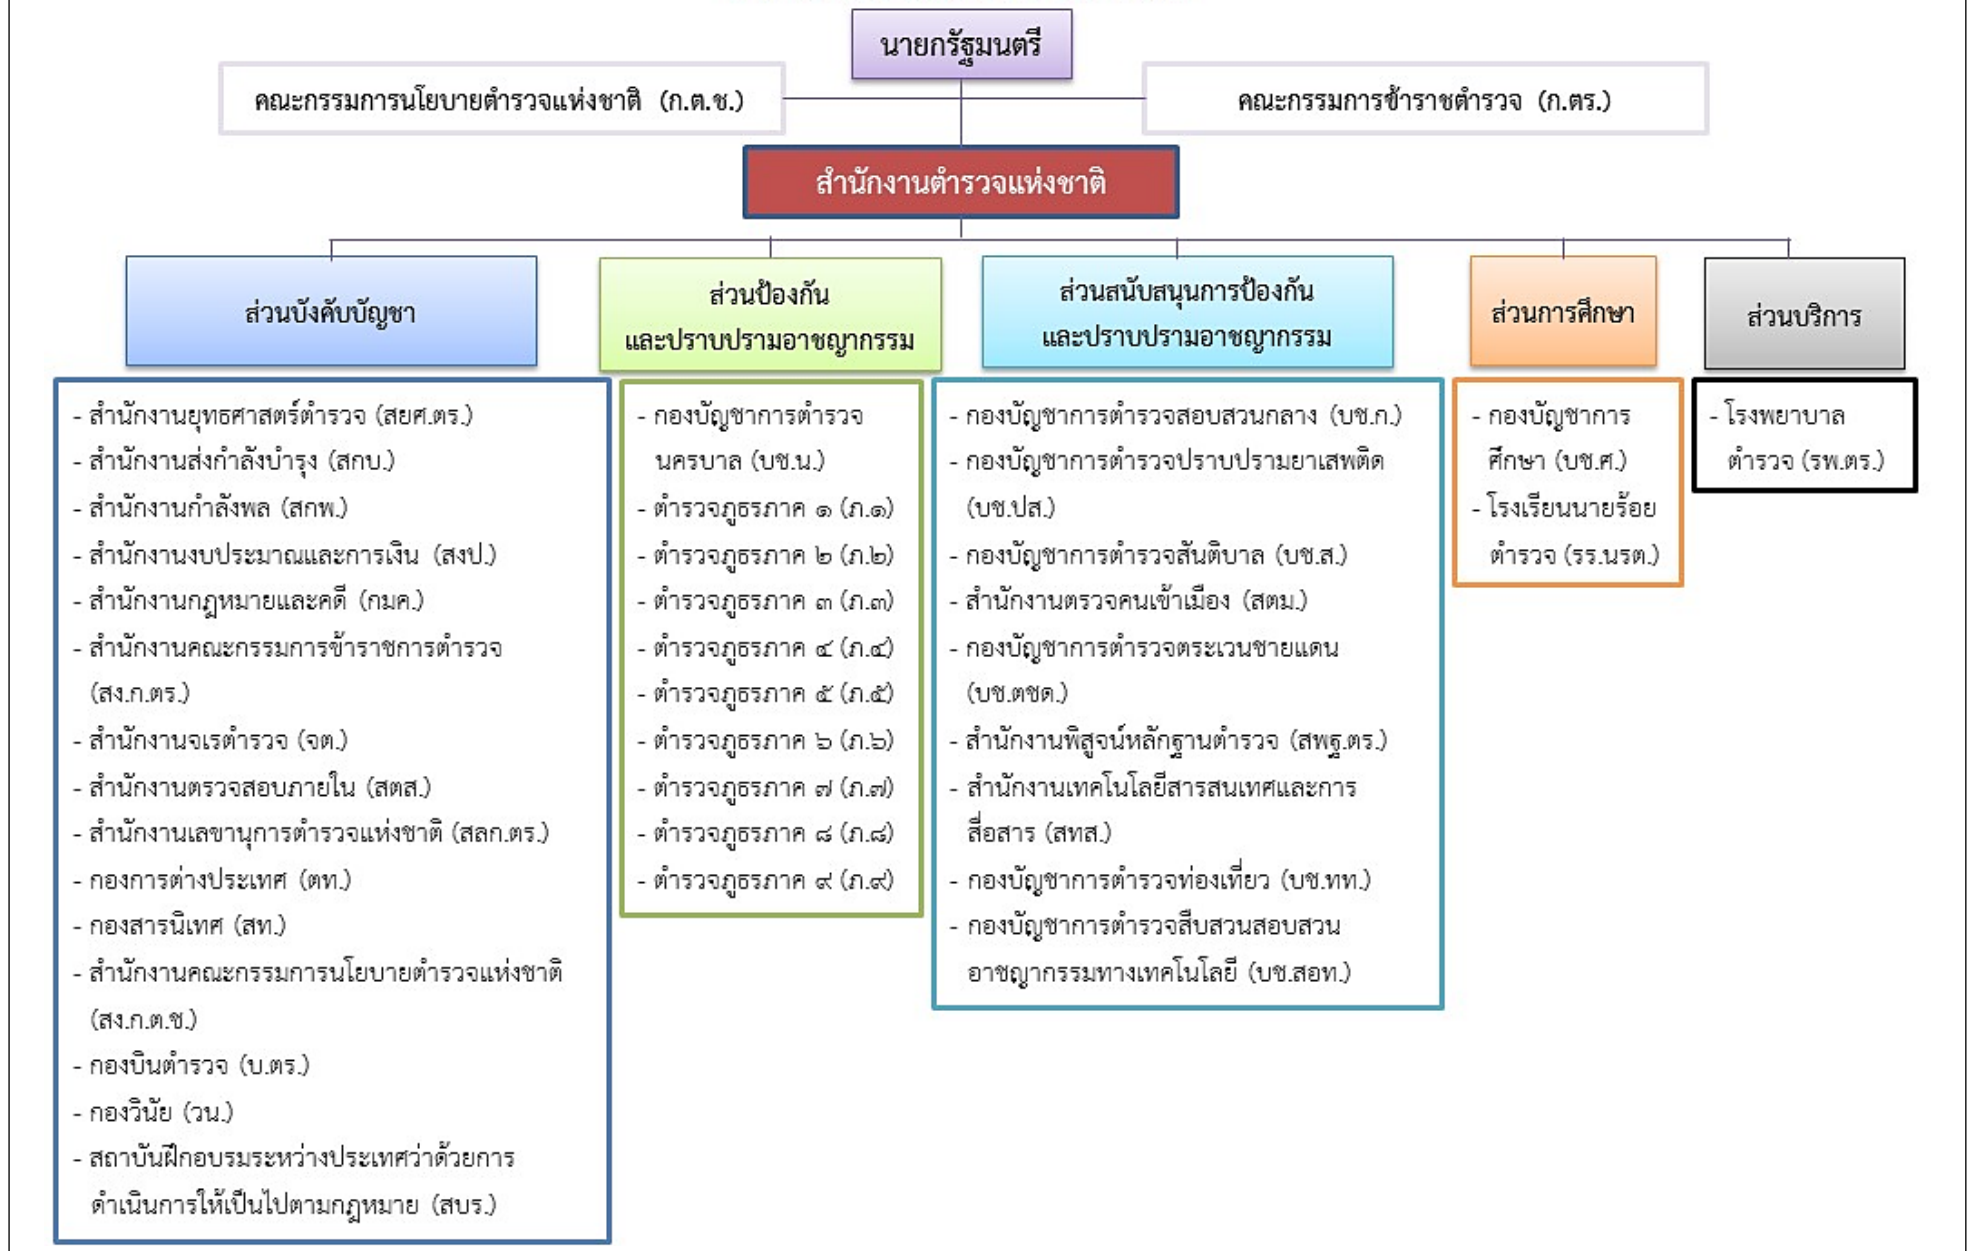 นายกรัฐมนตรี
คณะกรรมการนโยบายตำรวจแห่งชาติ (ก.ต.ช.)
คณะกรรมการข้าราชตำรวจ (ก.ตร.)
สำนักงานตำรวจแห่งชาติ
ส่วนบังคับบัญชา
- สำนักงานยุทธศาสตร์ตำรวจ (สยศ.ตร.)
- สำนักงานส่งกำลังบำรุง (สกบ.)
- สำนักงานกำลังพล (สกพ.)
- สำนักงานงบประมาณและการเงิน (สงป.)
- สำนักงานกฎหมายและคดี (กมค.)
- สำนักงานคณะกรรมการข้าราชการตำรวจ
(สง.ก.ตร.)
- สำนักงานจเรตำรวจ (จต.)
- สำนักงานตรวจสอบภายใน (สตส.)
- สำนักงานเลขานุการตำรวจแห่งชาติ (สลก.ตร.)
- กองการต่างประเทศ (ตท.)
- กองสารนิเทศ (สท.)
- สำนักงานคณะกรรมการนโยบายตำรวจแห่งชาติ
(สง.ก.ต.ช.)
- กองบินตำรวจ (บ.ตร.)
- กองวินัย (วน.)
- สถาบันฝึกอบรมระหว่างประเทศว่าด้วยการ
ดำเนินการให้เป็นไปตามกฎหมาย (สบร.)
ส่วนป้องกัน
และปราบปรามอาชญากรรม
- กองบัญชาการตำรวจ
นครบาล (บช.น.)
- ตำรวจภูธรภาค ๑ (ภ.๑)
- ตำรวจภูธรภาค ๒ (ภ.๒)
- ตำรวจภูธรภาค ๓ (ภ.๓)
- ตำรวจภูธรภาค ๔ (ภ.๔)
- ตำรวจภูธรภาค ๕ (ภ.๕)
- ตำรวจภูธรภาค ๖ (ภ.๖)
- ตำรวจภูธรภาค ๗ (ภ.๗)
- ตำรวจภูธรภาค ๘ (ภ.๘)
- ตำรวจภูธรภาค ๙ (ภ.๙)
ส่วนสนับสนุนการป้องกัน
และปราบปรามอาชญากรรม
- กองบัญชาการตำรวจสอบสวนกลาง (บช.ก.)
- กองบัญชาการตำรวจปราบปรามยาเสพติด
(บช.ปส.)
- กองบัญชาการตำรวจสันติบาล (บช.ส.)
- สำนักงานตรวจคนเข้าเมือง (สตม.)
- กองบัญชาการตำรวจตระเวนชายแดน
(บช.ตชด.)
- สำนักงานพิสูจน์หลักฐานตำรวจ (สพฐ.ตร.)
- สำนักงานเทคโนโลยีสารสนเทศและการ
สื่อสาร (สทส.)
- กองบัญชาการตำรวจท่องเที่ยว (บช.ทท.)
- กองบัญชาการตำรวจสืบสวนสอบสวน
อาชญากรรมทางเทคโนโลยี (บช.สอท.)
ส่วนการศึกษา
- กองบัญชาการ
ศึกษา (บช.ศ.)
- โรงเรียนนายร้อย
ตำรวจ (รร.นรต.)
ส่วนบริการ
- โรงพยาบาล
ตำรวจ (รพ.ตร.)